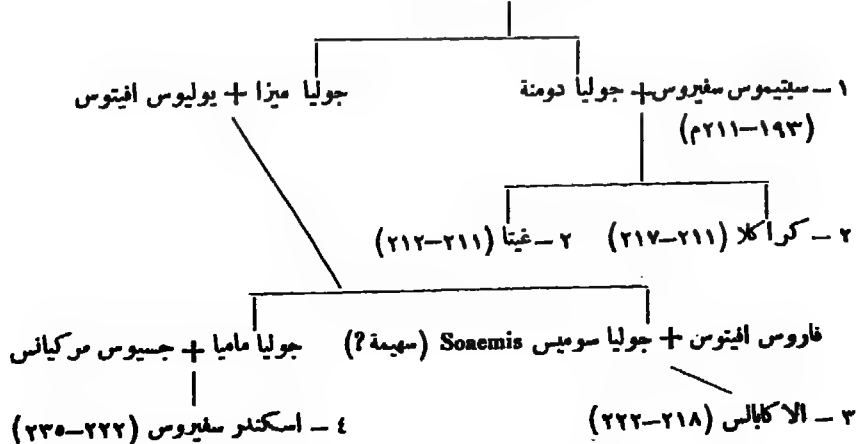 ١ – سبتيموس سفيروس + جوليا دومنة جوليا ميزا + يوليوس افيتوس
(١٩٣–٢١١م)
٢ – كراكلا (٢١١–٢١٧) ٢ – غيتا (٢١١–٢١٢)
فاروس افيتوس + جوليا سوميس Soaemis (سهيمة ?) جوليا ماميا + جسيوس مركيانس
٣ – الاكابالس (٢١٨–٢٢٢) ٤ – اسكندر سفيروس (٢٢٢–٢٣٥)